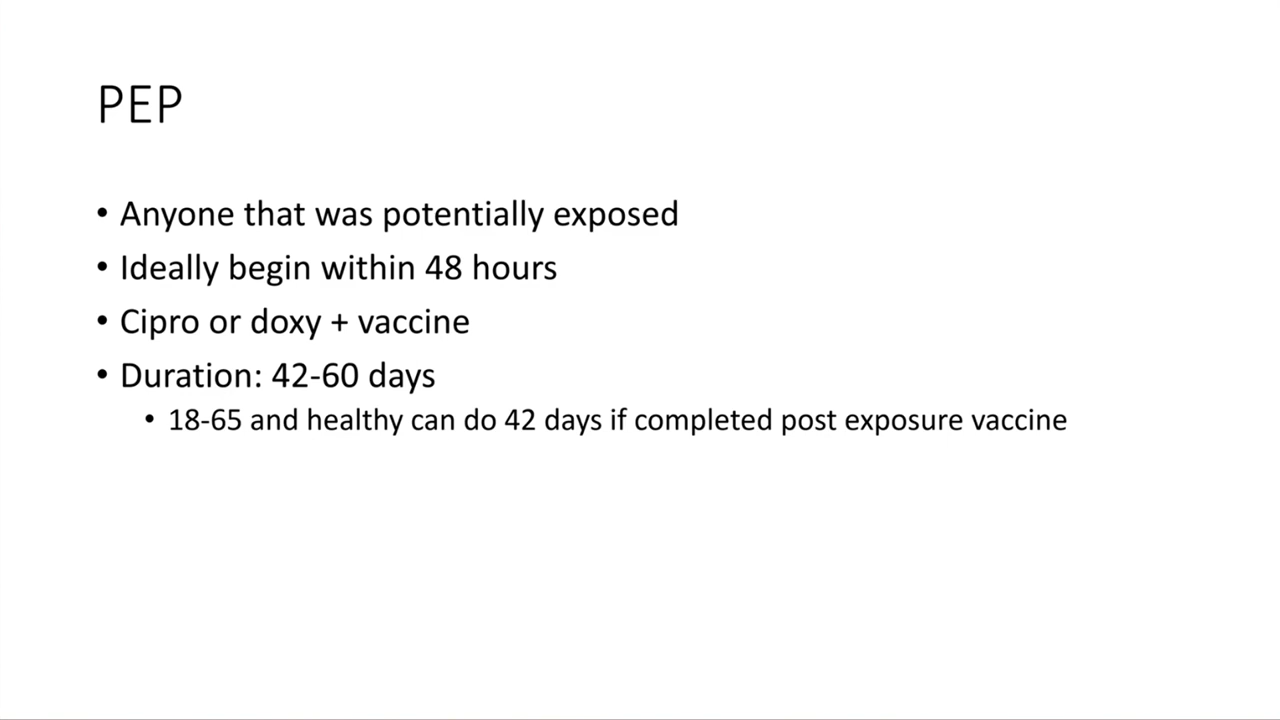 PEP
• Anyone that was potentially exposed
• Ideally begin within 48 hours
• Cipro or doxy + vaccine
• Duration: 42-60 days
• 18-65 and healthy can do 42 days if completed post exposure vaccine